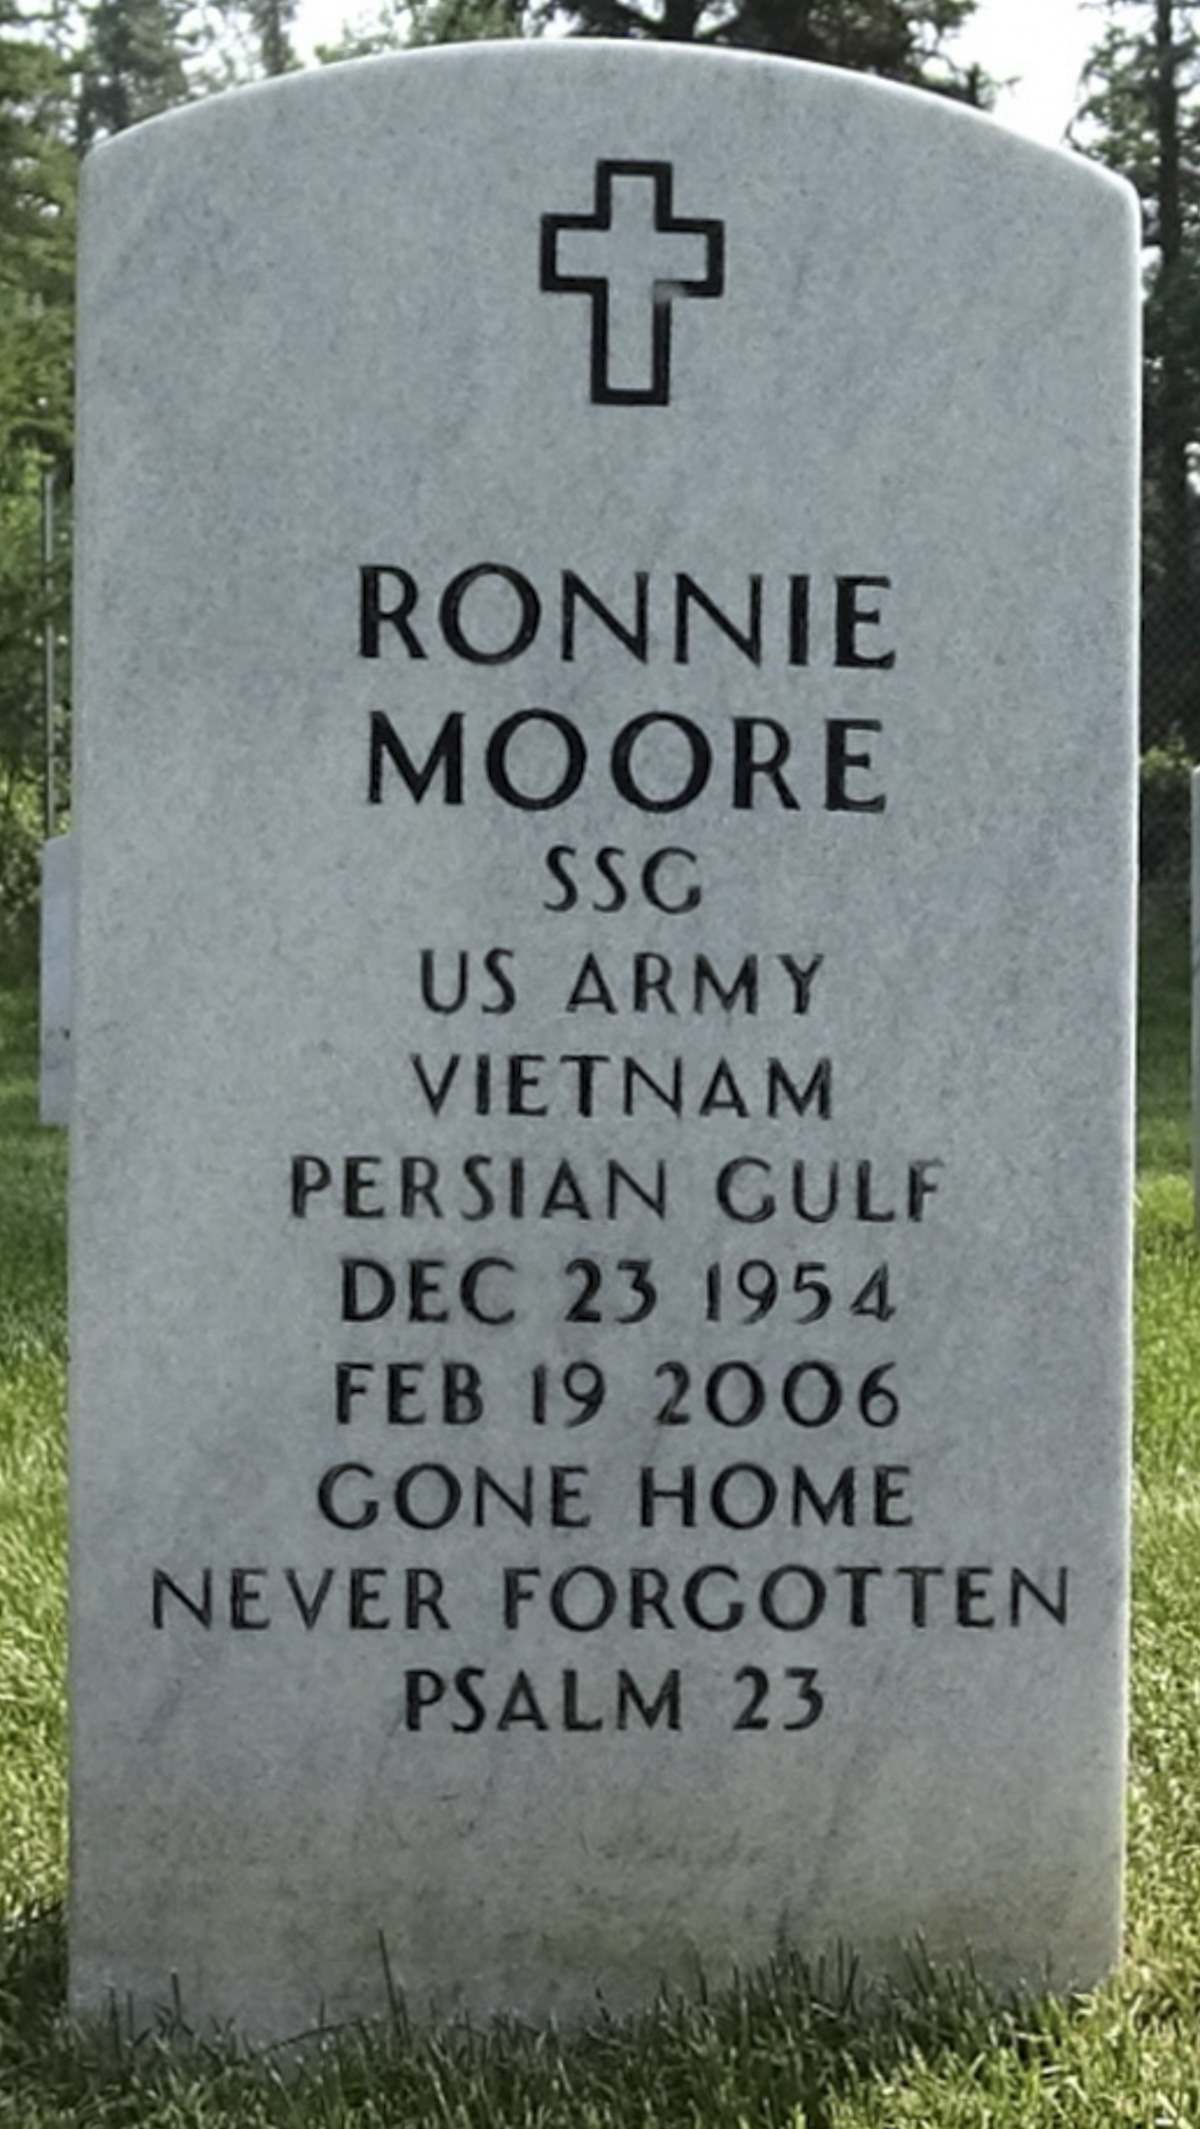 RONNIE
MOORE
SSG
US ARMY
VIETNAM
PERSIAN GULF
DEC 23 1954
FEB 19 2006
GONE HOME
NEVER FORGOTTEN
PSALM 23